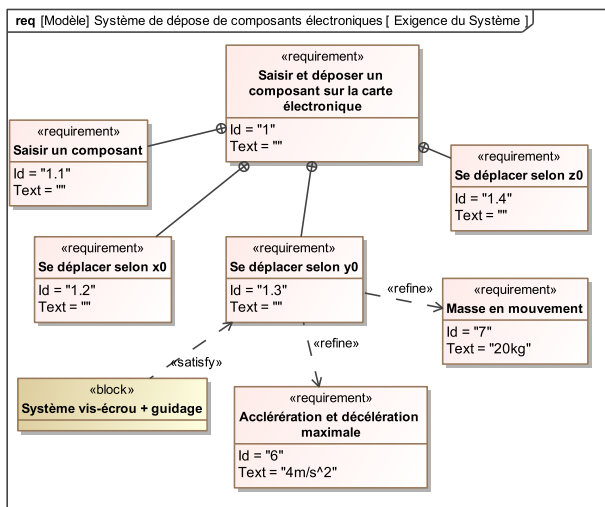 req [Modèle] Système de dépose de composants électroniques [ Exigence du Système ]
«requirement»
Saisir et déposer un
composant sur la carte
électronique
Id = "1"
Text = ""
«requirement»
Saisir un composant
Id = "1.1"
Text = ""
«requirement»
Se déplacer selon z0
Id = "1.4"
Text = ""
«requirement»
Se déplacer selon x0
Id = "1.2"
Text = ""
«requirement»
Se déplacer selon y0
Id = "1.3"
Text = ""
«refine»
«requirement»
Masse en mouvement
Id = "7"
Text = "20kg"
«satisfy»
«refine»
«block»
Système vis-écrou + guidage
«requirement»
Acclérération et décélération
maximale
Id = "6"
Text = "4m/s^2"